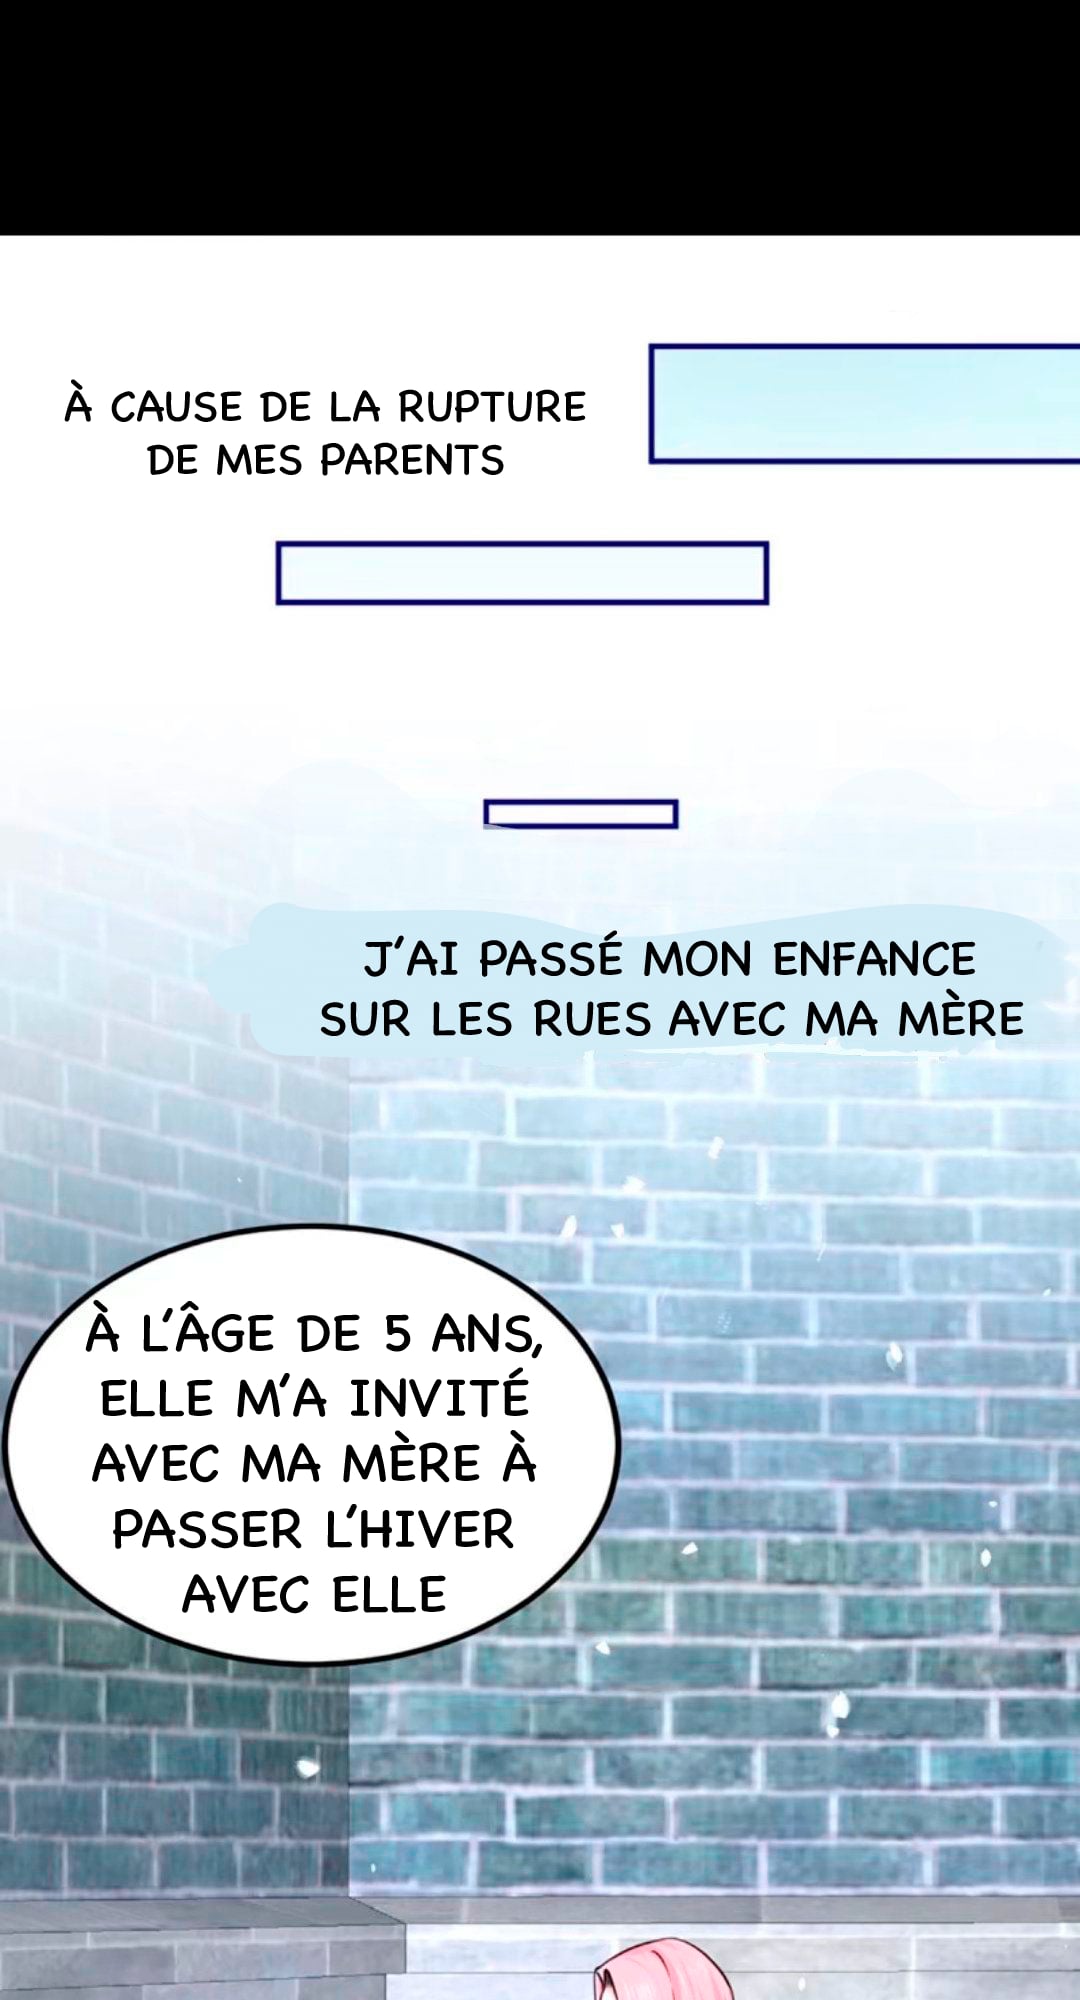 À CAUSE DE LA RUPTURE
DE MES PARENTS
J'AI PASSÉ MON ENFANCE
SUR LES RUES AVEC MA MÈRE
À L'ÂGE DE 5 ANS,
ELLE M'A INVITÉ
AVEC MA MÈRE À
PASSER L'HIVER
AVEC ELLE